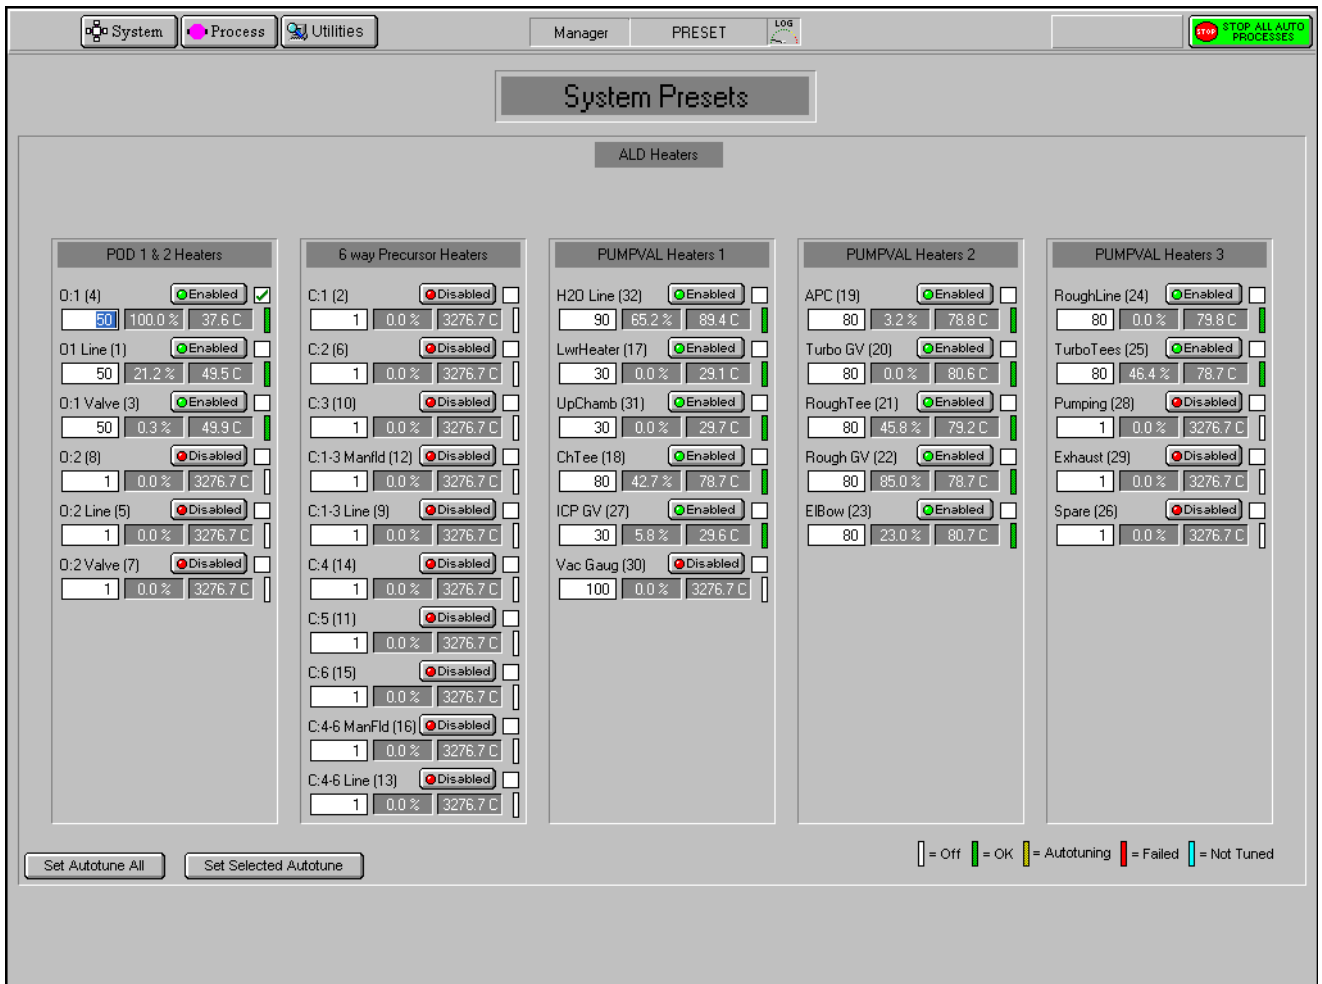 System Process Utilities Manager PRESET LOG STOP STOP ALL AUTO
PROCESSES
System Presets
ALD Heaters
POD 1 & 2 Heaters
O:1 (4) Enabled
50 100.0 % 37.6 C
O1 Line (1) Enabled
50 21.2 % 49.5 C
O:1 Valve (3) Enabled
50 0.3 % 49.9 C
O:2 (8) Disabled
1 0.0 % 3276.7 C
O:2 Line (5) Disabled
1 0.0 % 3276.7 C
O:2 Valve (7) Disabled
1 0.0 % 3276.7 C
6 way Precursor Heaters
C:1 (2) Disabled
1 0.0 % 3276.7 C
C:2 (6) Disabled
1 0.0 % 3276.7 C
C:3 (10) Disabled
1 0.0 % 3276.7 C
C:1-3 Manfld (12) Disabled
1 0.0 % 3276.7 C
C:1-3 Line (9) Disabled
1 0.0 % 3276.7 C
C:4 (14) Disabled
1 0.0 % 3276.7 C
C:5 (11) Disabled
1 0.0 % 3276.7 C
C:6 (15) Disabled
1 0.0 % 3276.7 C
C:4-6 ManFld (16) Disabled
1 0.0 % 3276.7 C
C:4-6 Line (13) Disabled
1 0.0 % 3276.7 C
PUMPVAL Heaters 1
H2O Line (32) Enabled
90 65.2 % 89.4 C
LwrHeater (17) Enabled
30 0.0 % 29.1 C
UpChamb (31) Enabled
30 0.0 % 29.7 C
ChTee (18) Enabled
80 42.7 % 78.7 C
ICP GV (27) Enabled
30 5.8 % 29.6 C
Vac Gaug (30) Disabled
100 0.0 % 3276.7 C
PUMPVAL Heaters 2
APC (19) Enabled
80 3.2 % 78.8 C
Turbo GV (20) Enabled
80 0.0 % 80.6 C
RoughTee (21) Enabled
80 45.8 % 79.2 C
Rough GV (22) Enabled
80 85.0 % 78.7 C
ElBow (23) Enabled
80 23.0 % 80.7 C
PUMPVAL Heaters 3
RoughLine (24) Enabled
80 0.0 % 79.8 C
TurboTees (25) Enabled
80 46.4 % 78.7 C
Pumping (28) Disabled
1 0.0 % 3276.7 C
Exhaust (29) Disabled
1 0.0 % 3276.7 C
Spare (26) Disabled
1 0.0 % 3276.7 C
Set Autotune All Set Selected Autotune = Off = OK = Autotuning = Failed = Not Tuned